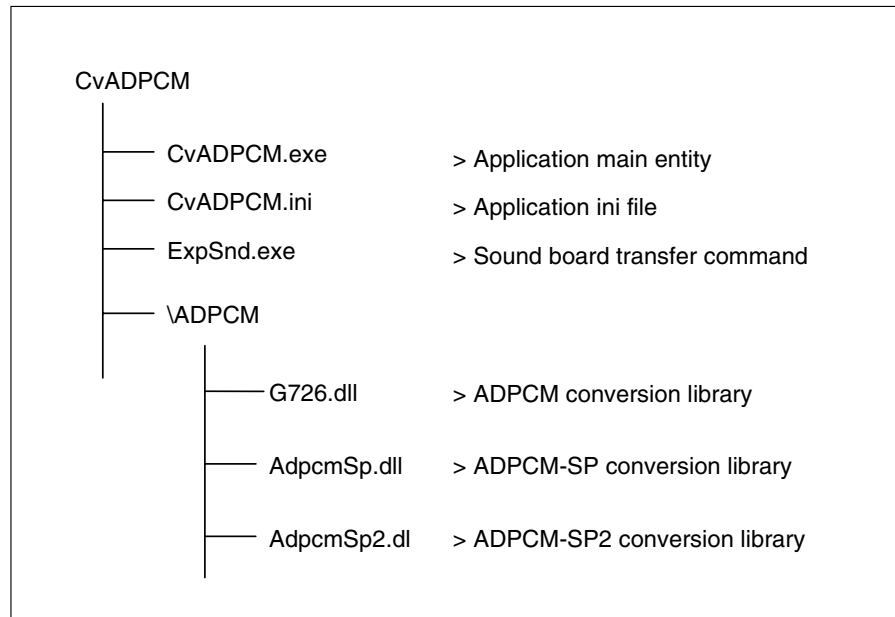 CvADPCM
CvADPCM.exe > Application main entity
CvADPCM.ini > Application ini file
ExpSnd.exe > Sound board transfer command
\ADPCM
G726.dll > ADPCM conversion library
AdpcmSp.dll > ADPCM-SP conversion library
AdpcmSp2.dl > ADPCM-SP2 conversion library